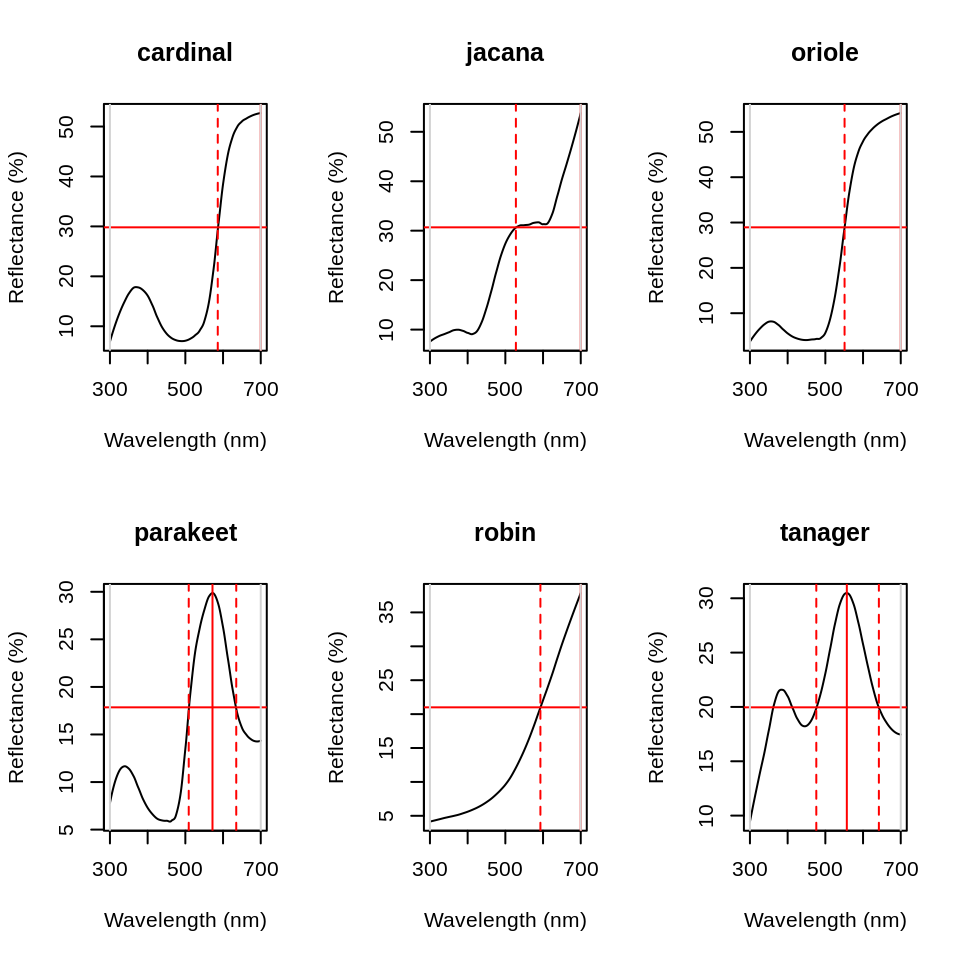 cardinal
jacana
oriole
Reflectance (%)
10 20 30 40 50
300 500 700
Wavelength (nm)
Reflectance (%)
10 20 30 40 50
300 500 700
Wavelength (nm)
Reflectance (%)
10 20 30 40 50
300 500 700
Wavelength (nm)
parakeet
robin
tanager
Reflectance (%)
5 10 15 20 25 30
300 500 700
Wavelength (nm)
Reflectance (%)
5 15 25 35
300 500 700
Wavelength (nm)
Reflectance (%)
10 15 20 25 30
300 500 700
Wavelength (nm)